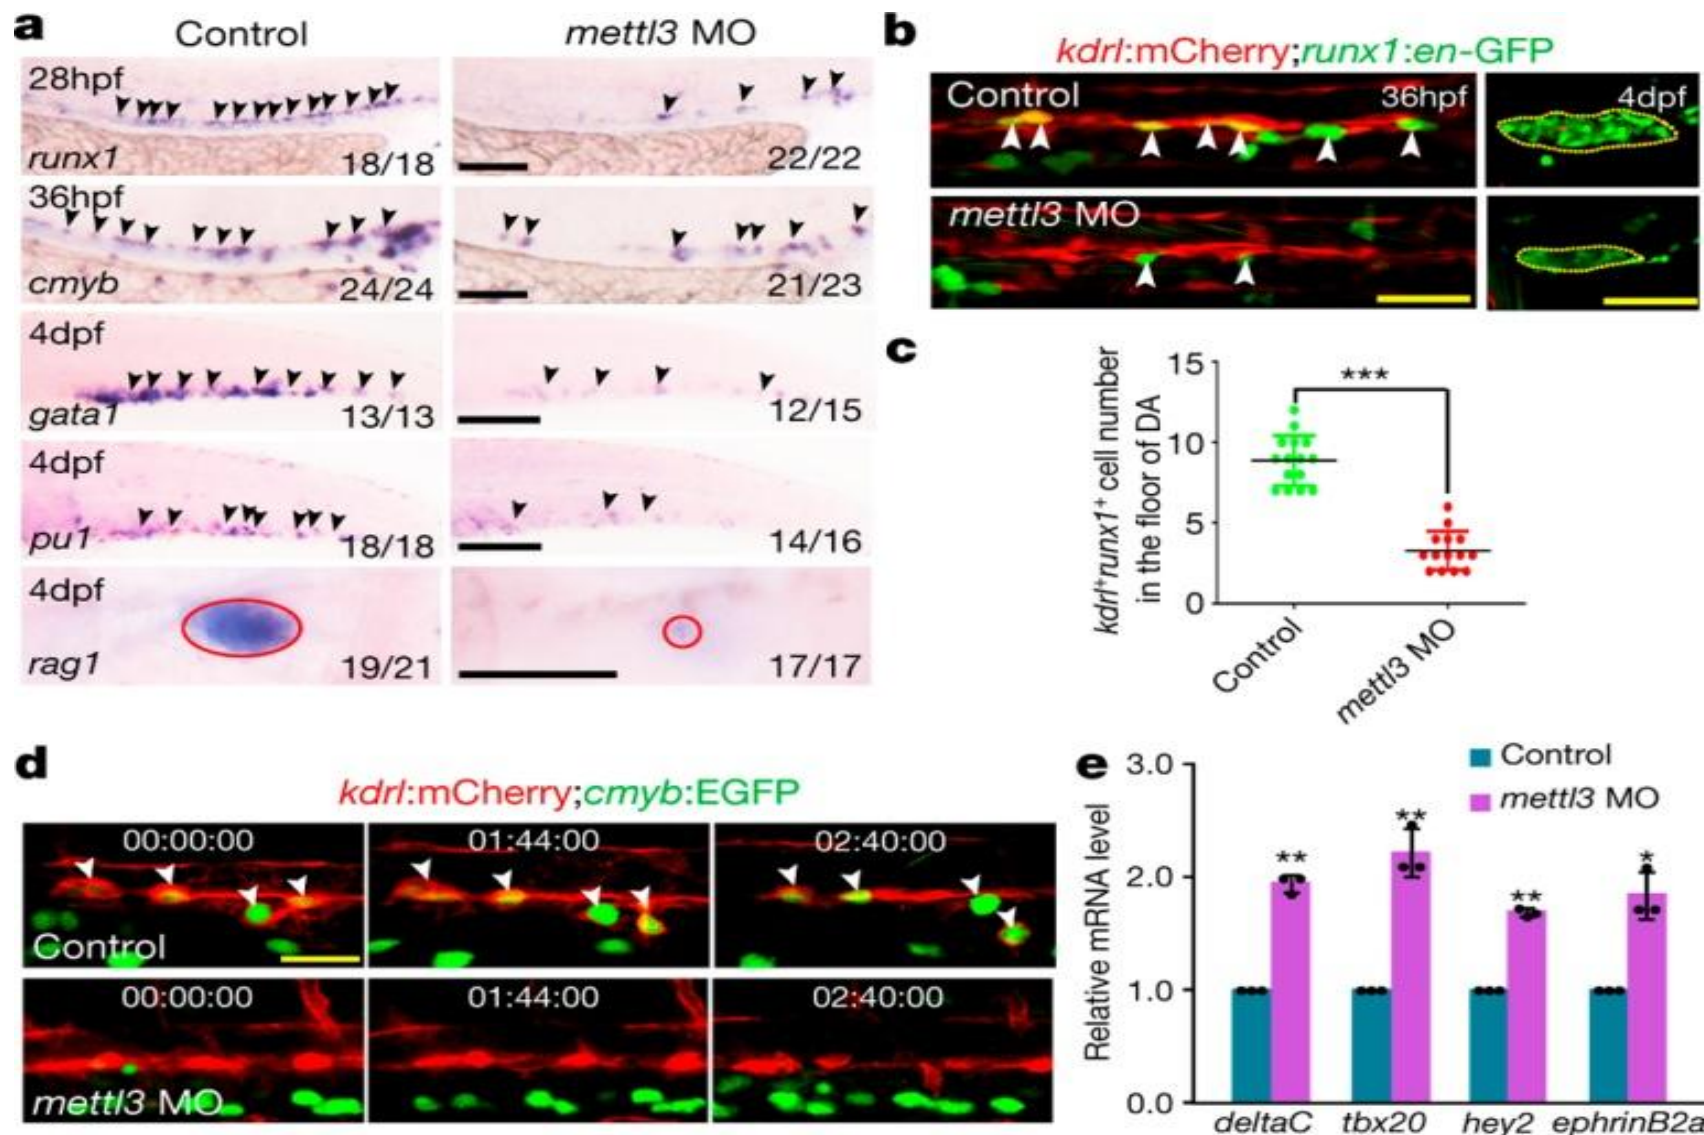 a
Control
mettl3 MO
28hpf
runx1
18/18
22/22
36hpf
cmyb
24/24
21/23
4dpf
gata1
13/13
12/15
4dpf
pu1
18/18
14/16
4dpf
rag1
19/21
17/17
b
kdrl:mCherry;runx1:en-GFP
Control
36hpf
4dpf
mettl3 MO
c
kdrl+runx1+ cell number
in the floor of DA
15
10
5
0
***
Control
mettl3 MO
d
kdrl:mCherry;cmyb:EGFP
00:00:00
01:44:00
02:40:00
Control
00:00:00
01:44:00
02:40:00
mettl3 MO
e
Relative mRNA level
3.0
2.0
1.0
0.0
Control
mettl3 MO
**
**
**
*
deltaC
tbx20
hey2
ephrinB2a